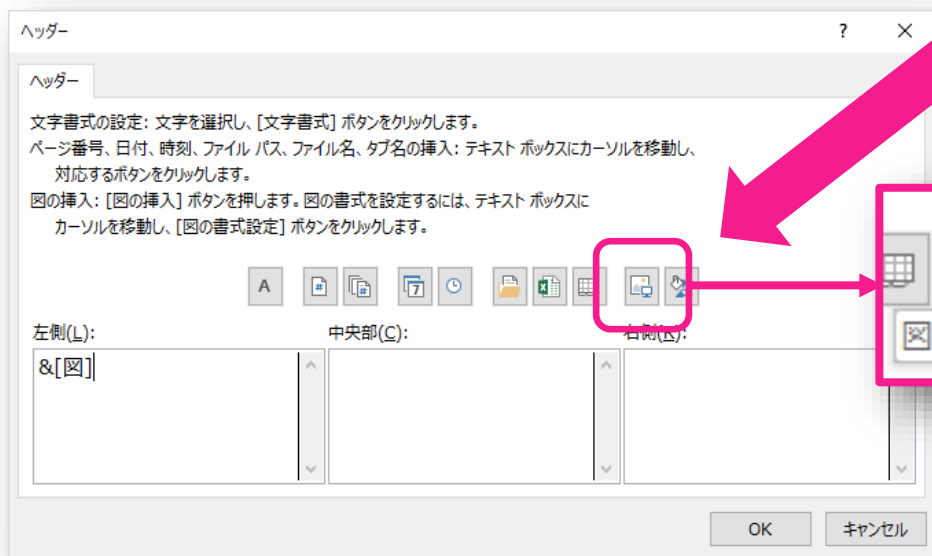 ヘッダー
ヘッダー
文字書式の設定: 文字を選択し、[文字書式] ボタンをクリックします。
ページ番号、日付、時刻、ファイル パス、ファイル名、タブ名の挿入: テキスト ボックスにカーソルを移動し、
対応するボタンをクリックします。
図の挿入: [図の挿入] ボタンを押します。図の書式を設定するには、テキスト ボックスに
カーソルを移動し、[図の書式設定] ボタンをクリックします。
A
左側(L): 中央部(C): 右側(R):
&[図]
OK キャンセル